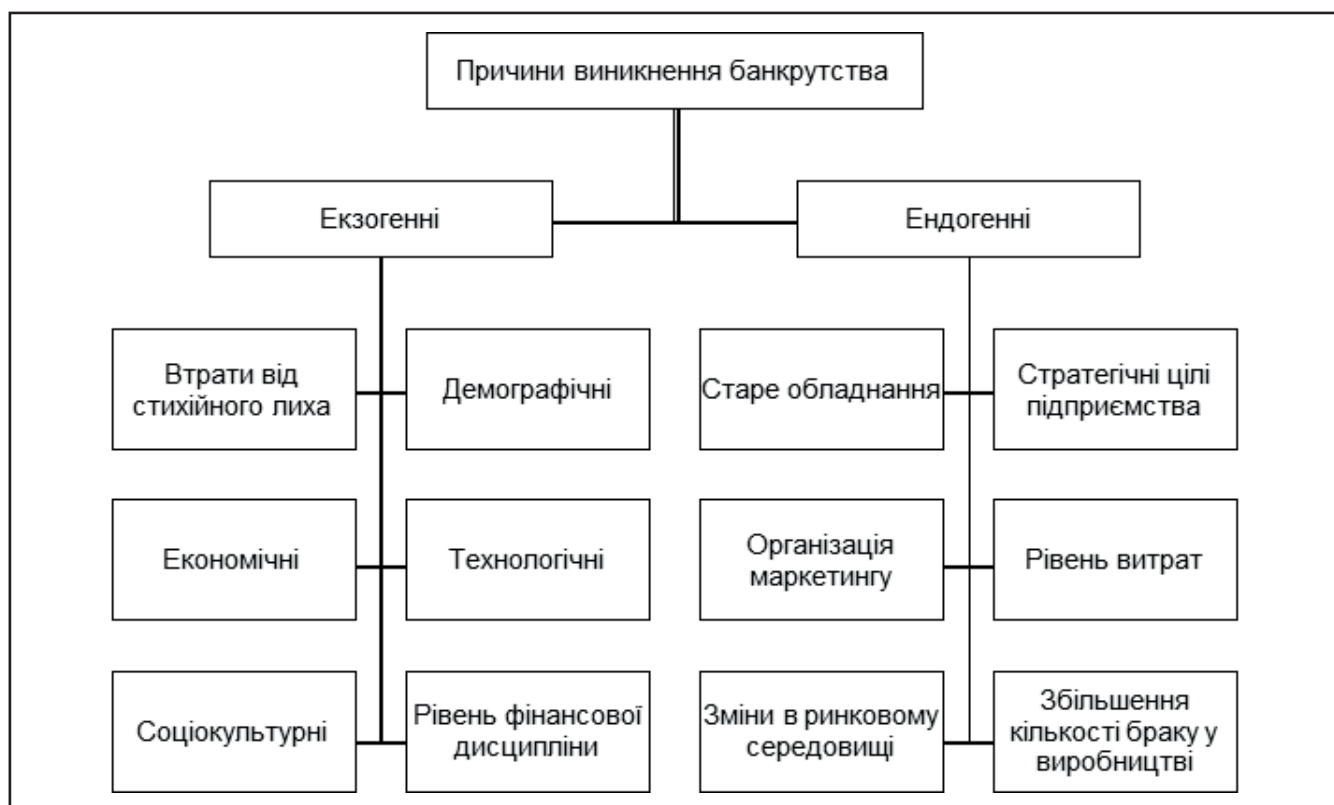 Причини виникнення банкрутства
Екзогенні
Ендогенні
Втрати від
стихійного лиха
Демографічні
Старе обладнання
Стратегічні цілі
підприємства
Економічні
Технологічні
Організація
маркетингу
Рівень витрат
Соціокультурні
Рівень фінансової
дисципліни
Зміни в ринковому
середовищі
Збільшення
кількості браку у
виробництві